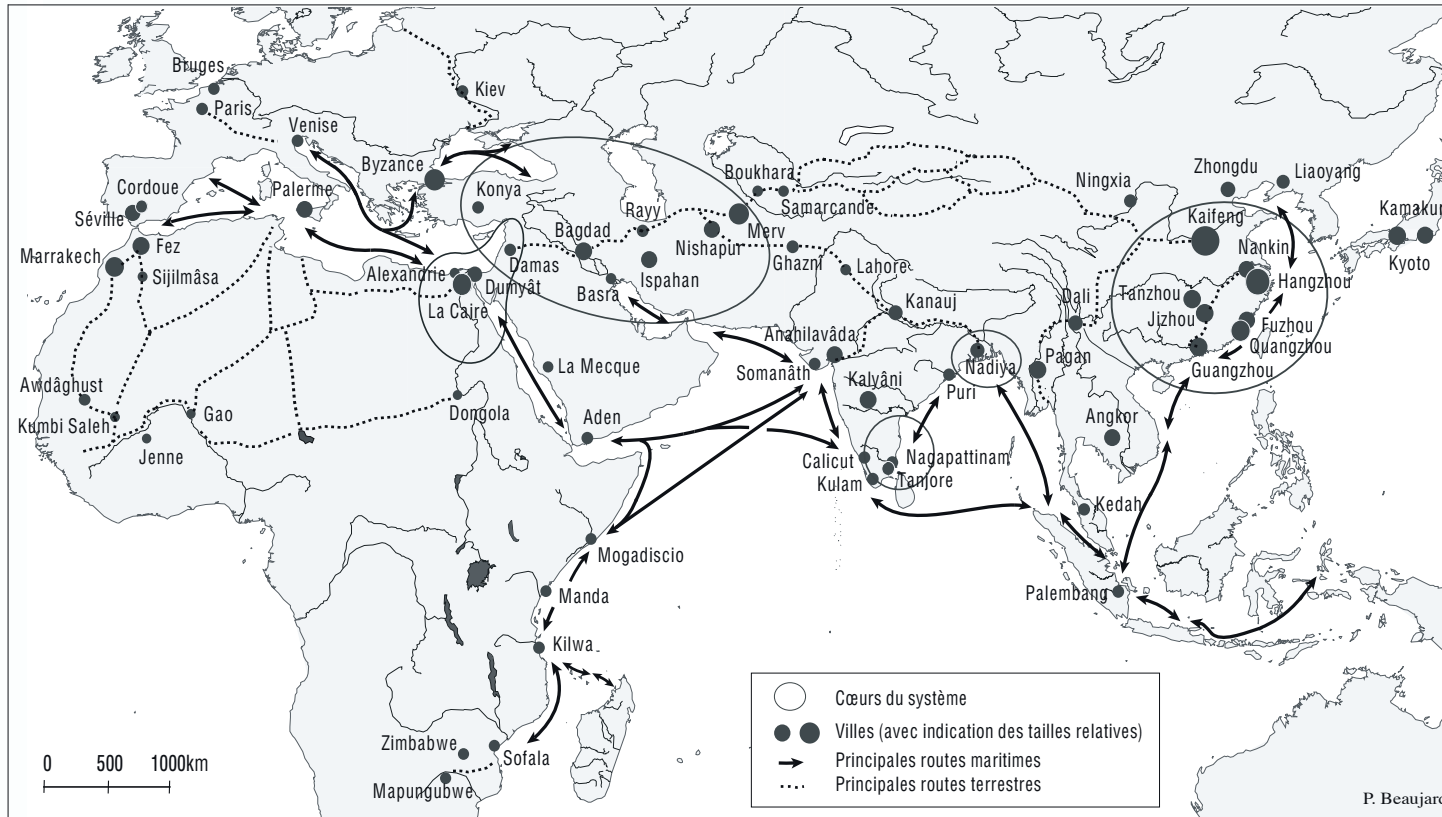 Bruges
Paris
Kiev
Venise
Byzance
Cordoue
Palerme
Konya
Séville
Marrakech
Fez
Sijilmâsa
Alexandrie
Dumyât
La Caire
Damas
Bagdad
Basra
Rayy
Ispahan
Nishapur
Merv
Boukhara
Samarcande
Ghazni
Lahore
Kanauj
Ningxia
Zhongdu
Liaoyang
Kaifeng
Nankin
Hangzhou
Kamakur
Kyoto
Tanzhou
Jizhou
Fuzhou
Quangzhou
Guangzhou
Dali
Pagan
Nadiya
Puri
Anahilavâda
Somanâth
Kalyâni
La Mecque
Aden
Dongola
Awdâghust
Kumbi Saleh
Gao
Jenne
Angkor
Calicut
Kulam
Nagapattinam
Tanjore
Kedah
Palembang
Mogadiscio
Manda
Kilwa
Zimbabwe
Sofala
Mapungubwe
0 500 1000km
Cœurs du système
Villes (avec indication des tailles relatives)
Principales routes maritimes
Principales routes terrestres
P. Beaujard